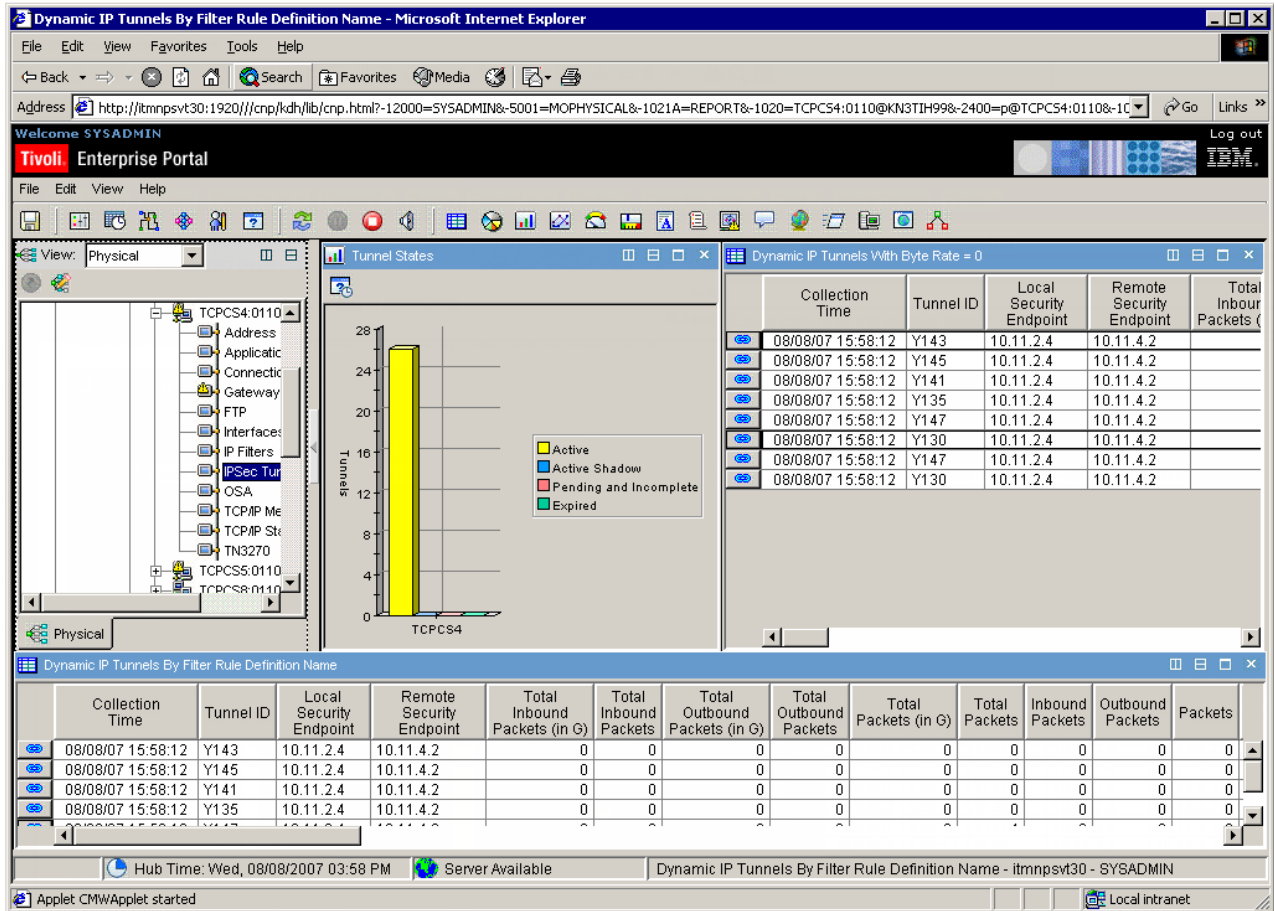 Dynamic IP Tunnels By Filter Rule Definition Name - Microsoft Internet Explorer
File Edit View Favorites Tools Help
Back Search Favorites Media
Address http://itmnpsvt30:1920///cnp/kdh/lib/cnp.html?-12000=SYSADMIN&-5001=MOPHYSICAL&-1021A=REPORT&-1020=TCPCS4:0110@KN3TIH99&-2400=p@TCPCS4:0110&-10 Go Links »
Welcome SYSADMIN Log out
Tivoli. Enterprise Portal IBM.
File Edit View Help
View: Physical
TCPCS4:0110
Address
Applicatic
Connectic
Gateway
FTP
Interfaces
IP Filters
IPSec Tur
OSA
TCP/IP Me
TCP/IP Sta
TN3270
TCPCS5:0110
TCPCS8:0110
Physical
Tunnel States
28
24
20
16
12
8
4
0
Tunnels
TCPCS4
Active
Active Shadow
Pending and Incomplete
Expired
Dynamic IP Tunnels With Byte Rate = 0
Collection Time Tunnel ID Local Security Endpoint Remote Security Endpoint Total Inbour Packets (
08/08/07 15:58:12 Y143 10.11.2.4 10.11.4.2
08/08/07 15:58:12 Y145 10.11.2.4 10.11.4.2
08/08/07 15:58:12 Y141 10.11.2.4 10.11.4.2
08/08/07 15:58:12 Y135 10.11.2.4 10.11.4.2
08/08/07 15:58:12 Y147 10.11.2.4 10.11.4.2
08/08/07 15:58:12 Y130 10.11.2.4 10.11.4.2
08/08/07 15:58:12 Y147 10.11.2.4 10.11.4.2
08/08/07 15:58:12 Y130 10.11.2.4 10.11.4.2
Dynamic IP Tunnels By Filter Rule Definition Name
Collection Time Tunnel ID Local Security Endpoint Remote Security Endpoint Total Inbound Packets (in G) Total Inbound Packets Total Outbound Packets (in G) Total Outbound Packets Total Packets (in G) Total Packets Inbound Packets Outbound Packets Packets
08/08/07 15:58:12 Y143 10.11.2.4 10.11.4.2 0 0 0 0 0 0 0 0 0
08/08/07 15:58:12 Y145 10.11.2.4 10.11.4.2 0 0 0 0 0 0 0 0 0
08/08/07 15:58:12 Y141 10.11.2.4 10.11.4.2 0 0 0 0 0 0 0 0 0
08/08/07 15:58:12 Y135 10.11.2.4 10.11.4.2 0 0 0 0 0 0 0 0 0
Hub Time: Wed, 08/08/2007 03:58 PM Server Available Dynamic IP Tunnels By Filter Rule Definition Name - itmnpsvt30 - SYSADMIN
Applet CMWApplet started Local intranet